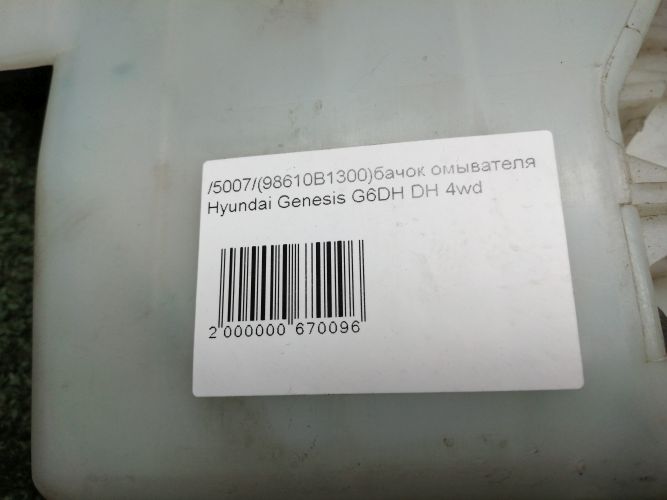 /5007/(98610B1300)бачок омывателя
Hyundai Genesis G6DH DH 4wd
2 000000 670096